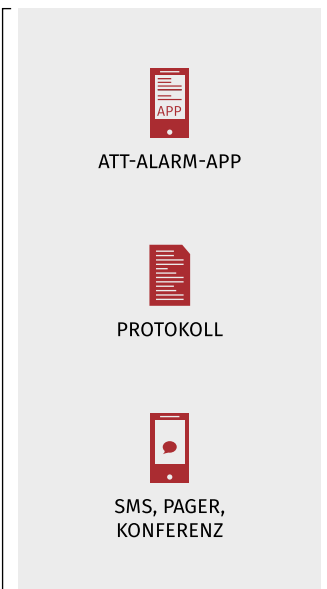 APP
ATT-ALARM-APP
PROTOKOLL
SMS, PAGER,
KONFERENZ